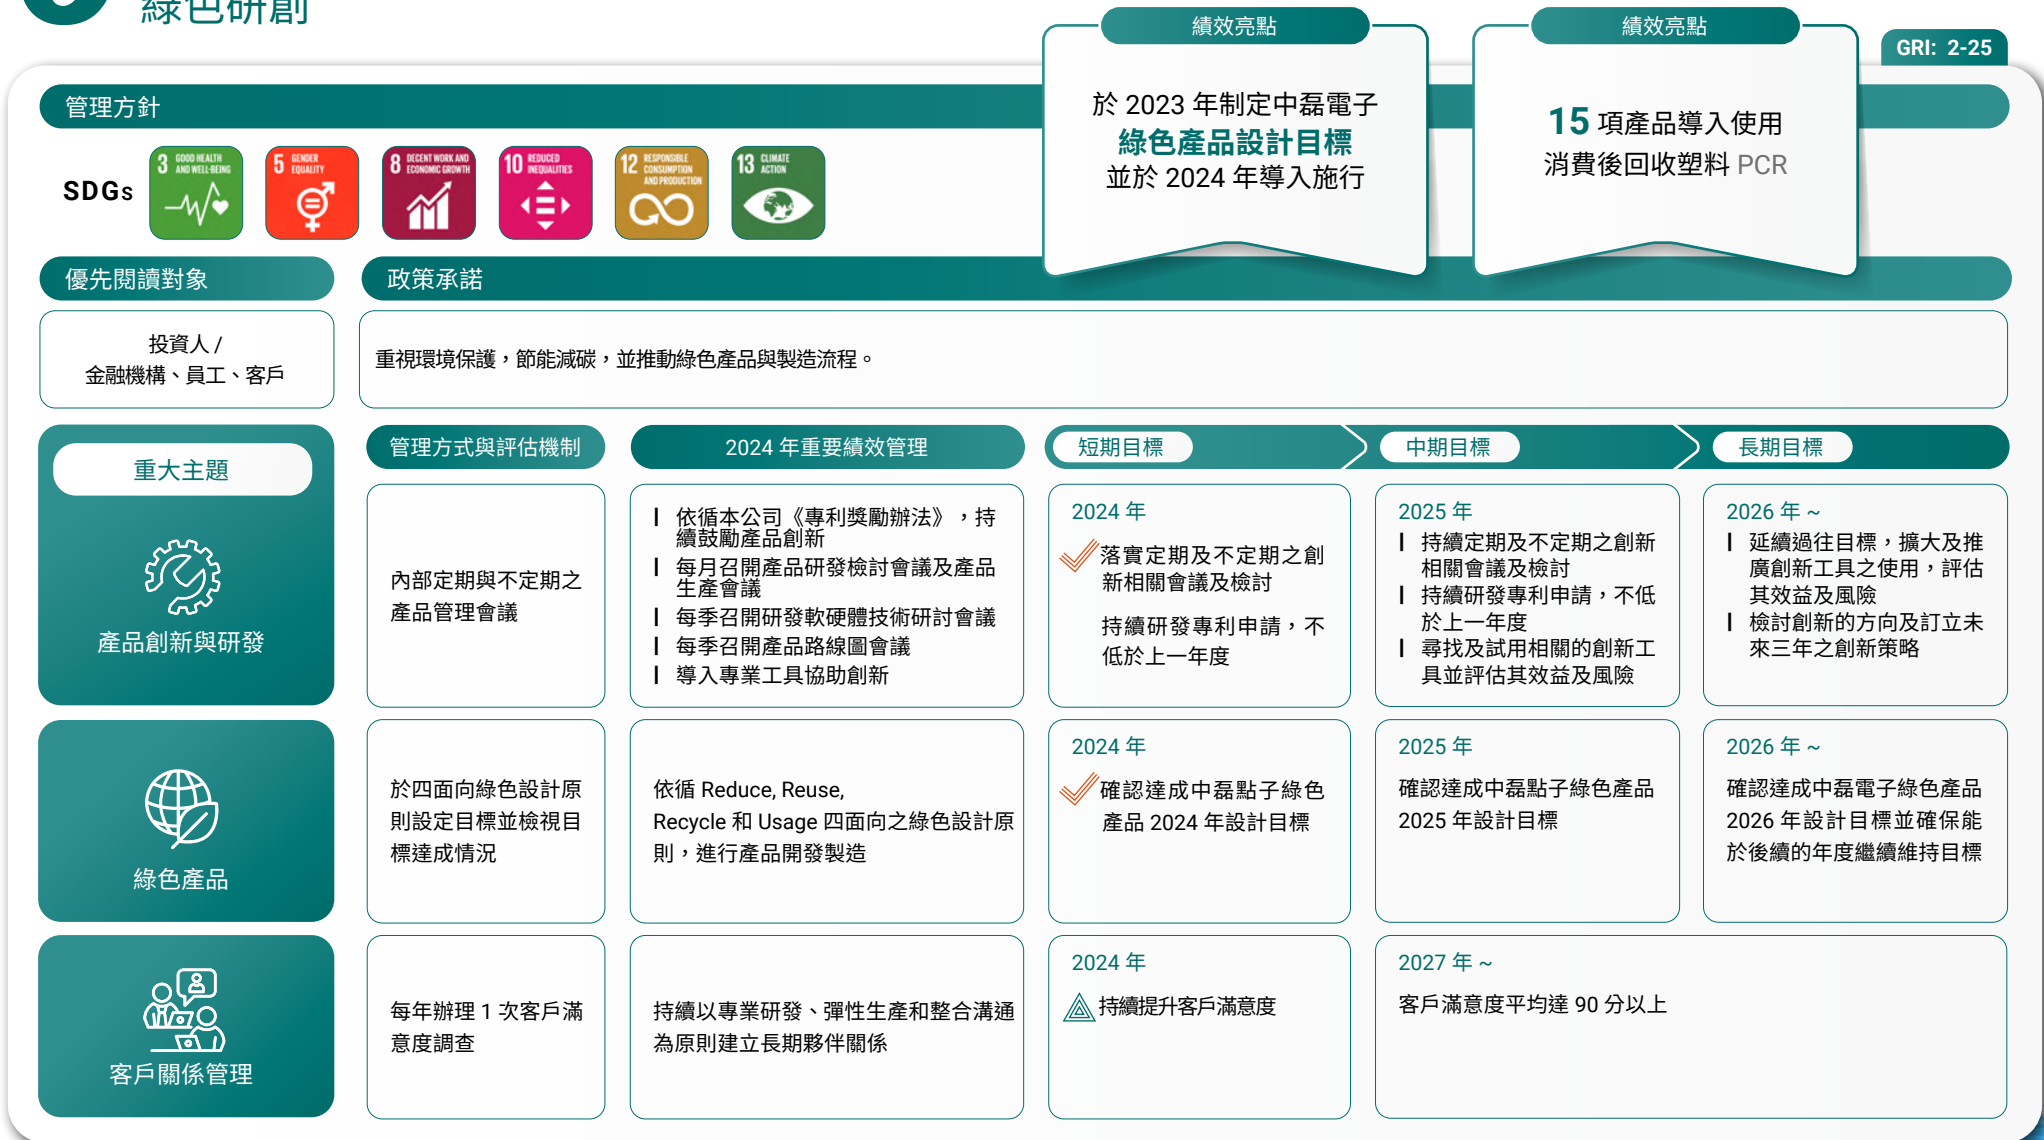 綠色研創
績效亮點
於 2023 年制定中磊電子
綠色產品設計目標
並於 2024 年導入施行
績效亮點
15 項產品導入使用
消費後回收塑料 PCR
GRI: 2-25
管理方針
SDGs
3 GOOD HEALTH
AND WELL-BEING
5 GENDER
EQUALITY
8 DECENT WORK AND
ECONOMIC GROWTH
10 REDUCED
INEQUALITIES
12 RESPONSIBLE
CONSUMPTION
AND PRODUCTION
13 CLIMATE
ACTION
優先閱讀對象
投資人 /
金融機構、員工、客戶
政策承諾
重視環境保護，節能減碳，並推動綠色產品與製造流程。
重大主題
管理方式與評估機制
2024 年重要績效管理
短期目標
中期目標
長期目標
產品創新與研發
內部定期與不定期之
產品管理會議
依循本公司《專利獎勵辦法》，持
續鼓勵產品創新
每月召開產品研發檢討會議及產品
生產會議
每季召開研發軟硬體技術研討會議
每季召開產品路線圖會議
導入專業工具協助創新
2024 年
落實定期及不定期之創
新相關會議及檢討
持續研發專利申請，不
低於上一年度
2025 年
持續定期及不定期之創新
相關會議及檢討
持續研發專利申請，不低
於上一年度
尋找及試用相關的創新工
具並評估其效益及風險
2026 年 ~
延續過往目標，擴大及推
廣創新工具之使用，評估
其效益及風險
檢討創新的方向及訂立未
來三年之創新策略
綠色產品
於四面向綠色設計原
則設定目標並檢視目
標達成情況
依循 Reduce, Reuse,
Recycle 和 Usage 四面向之綠色設計原
則，進行產品開發製造
2024 年
確認達成中磊點子綠色
產品 2024 年設計目標
2025 年
確認達成中磊點子綠色產品
2025 年設計目標
2026 年 ~
確認達成中磊電子綠色產品
2026 年設計目標並確保能
於後續的年度繼續維持目標
客戶關係管理
每年辦理 1 次客戶滿
意度調查
持續以專業研發、彈性生產和整合溝通
為原則建立長期夥伴關係
2024 年
持續提升客戶滿意度
2027 年 ~
客戶滿意度平均達 90 分以上